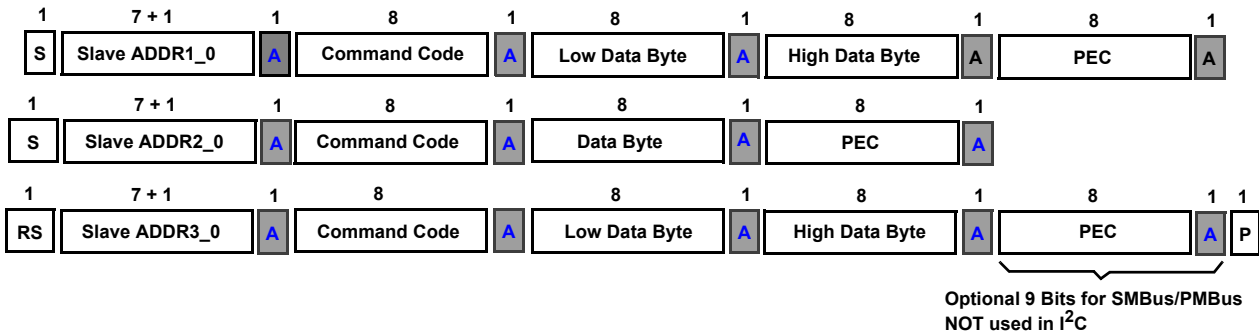 1 7 + 1 1 8 1 8 1 8 1 8 1
S Slave ADDR1_0 A Command Code A Low Data Byte A High Data Byte A PEC A
1 7 + 1 1 8 1 8 1 8 1
S Slave ADDR2_0 A Command Code A Data Byte A PEC A
1 7 + 1 1 8 1 8 1 8 1 8 1 1
RS Slave ADDR3_0 A Command Code A Low Data Byte A High Data Byte A PEC A P
Optional 9 Bits for SMBus/PMBus
NOT used in I²C